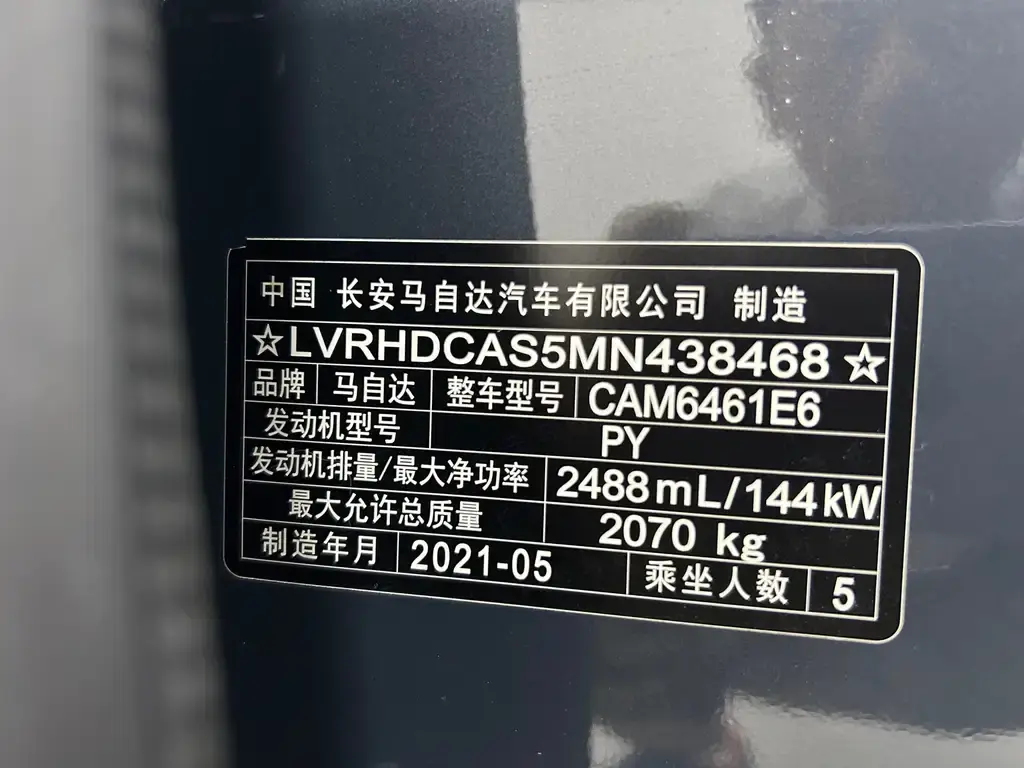 中国 长安马自达汽车有限公司 制造
☆LVRHDCAS5MN438468☆
品牌 马自达 整车型号 CAM6461E6
发动机型号 PY
发动机排量/最大净功率 2488mL/144kW
最大允许总质量 2070 kg
制造年月 2021-05 乘坐人数 5